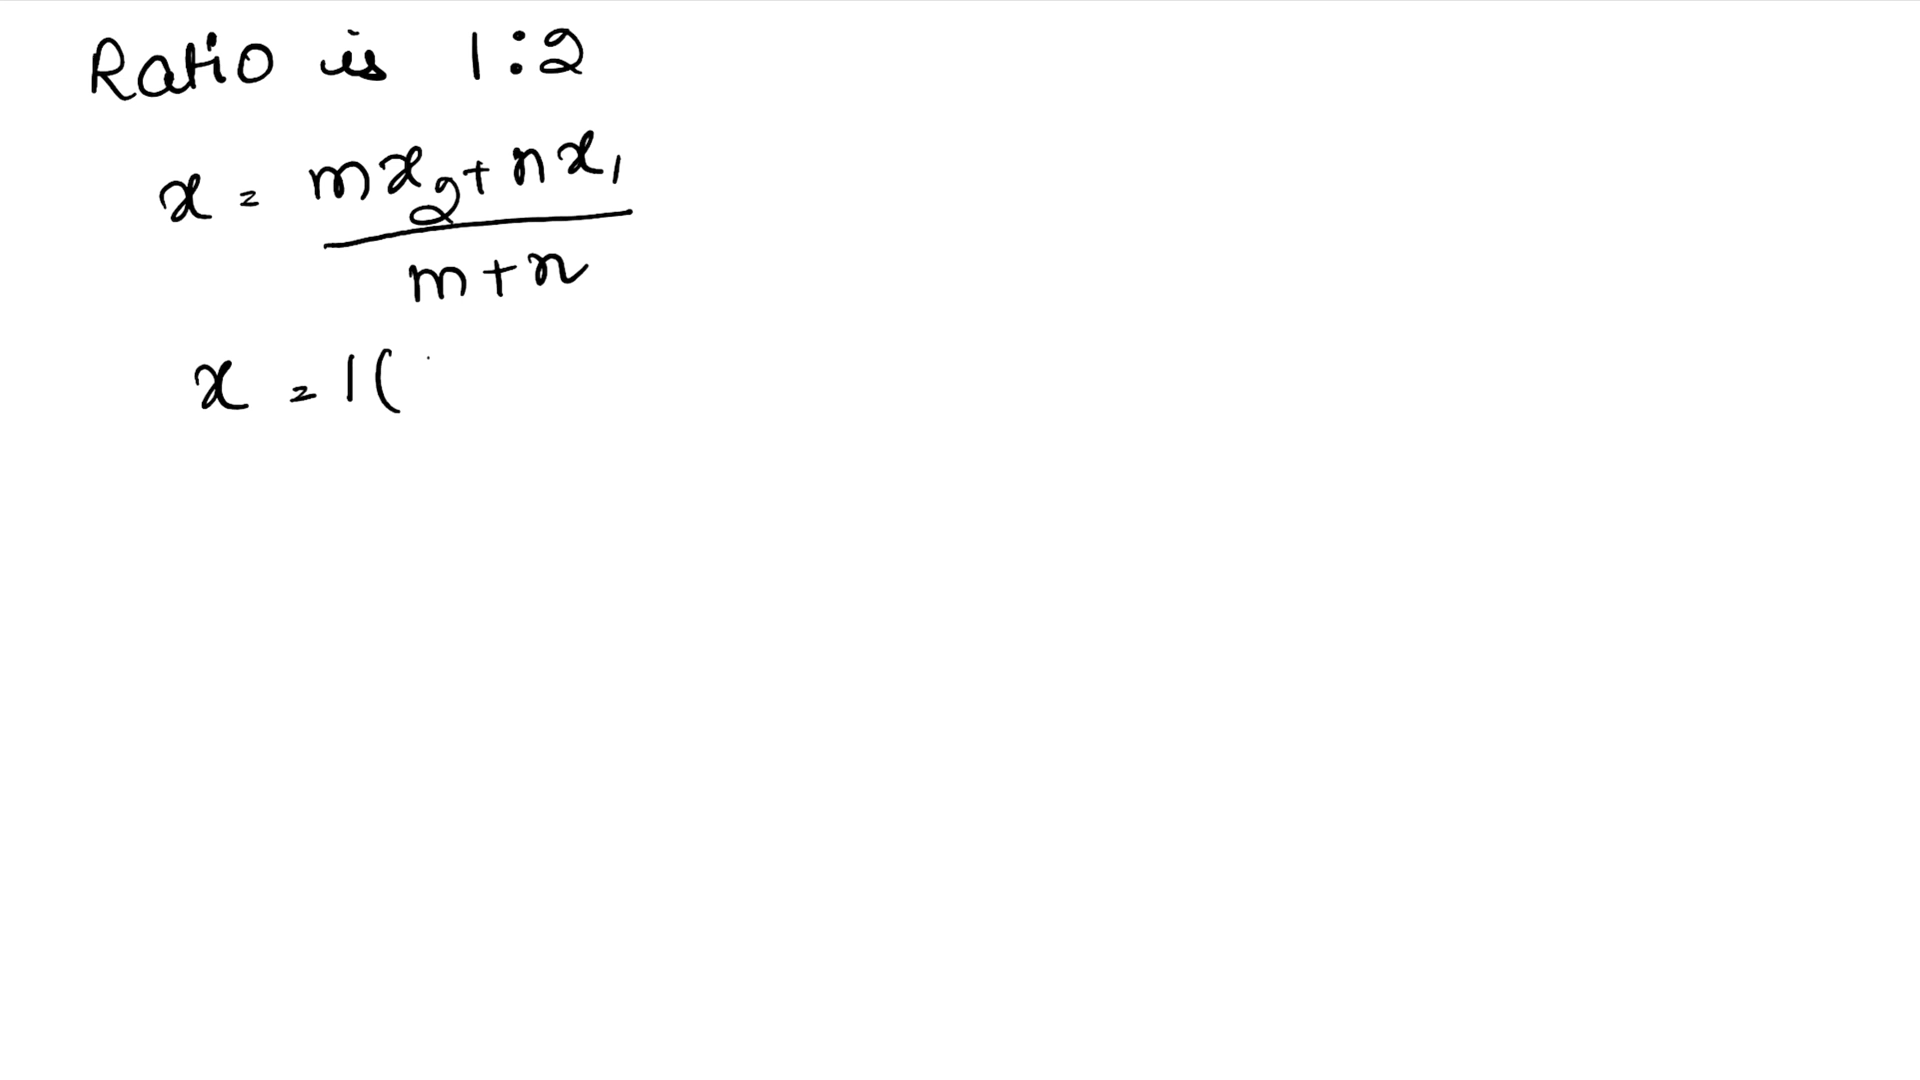 Ratio is 1:2
x = mx₂ + nx₁
m + n
x = 1(